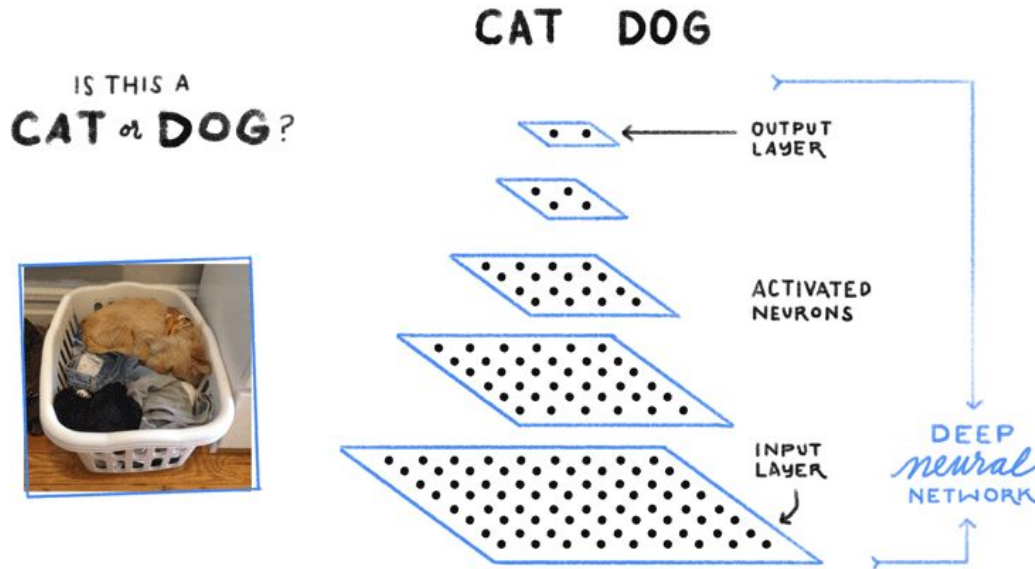 CAT DOG
IS THIS A
CAT or DOG?
OUTPUT
LAYER
ACTIVATED
NEURONS
INPUT
LAYER
DEEP
neural
NETWORK